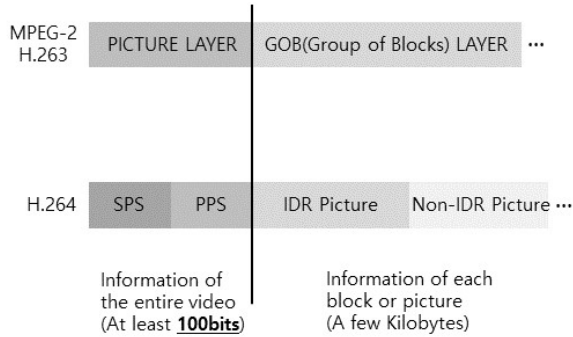 MPEG-2
H.263
PICTURE LAYER
GOB(Group of Blocks) LAYER
...
H.264
SPS
PPS
IDR Picture
Non-IDR Picture
...
Information of
the entire video
(At least 100bits)
Information of each
block or picture
(A few Kilobytes)